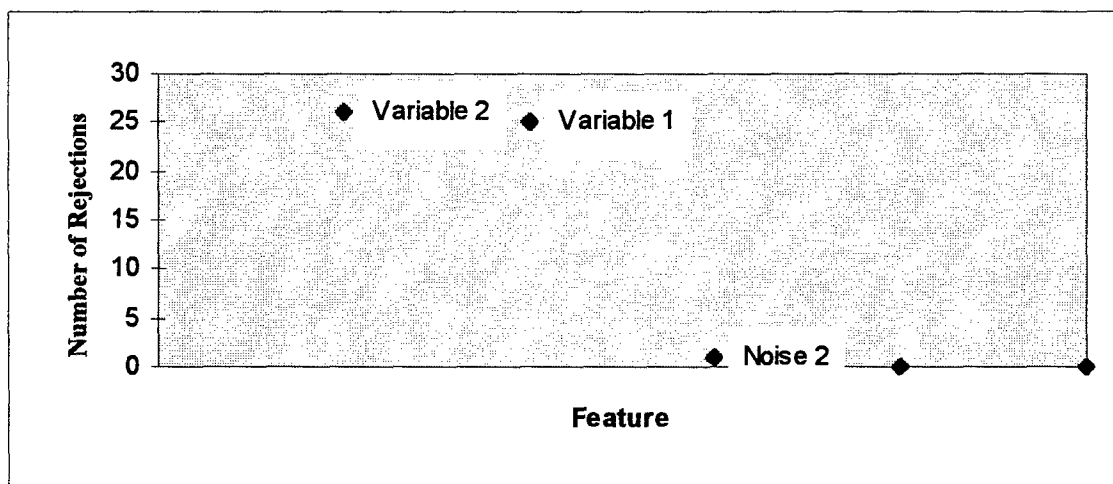 Number of Rejections
30
25
20
15
10
5
0
Variable 2
Variable 1
Noise 2
Feature